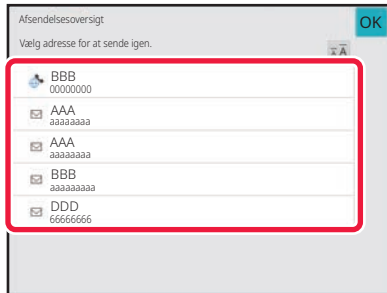 Afsendelsesoversigt
OK
Vælg adresse for at sende igen.
BBB
00000000
AAA
aaaaaaaa
AAA
aaaaaaaa
BBB
aaaaaaaaa
DDD
66666666